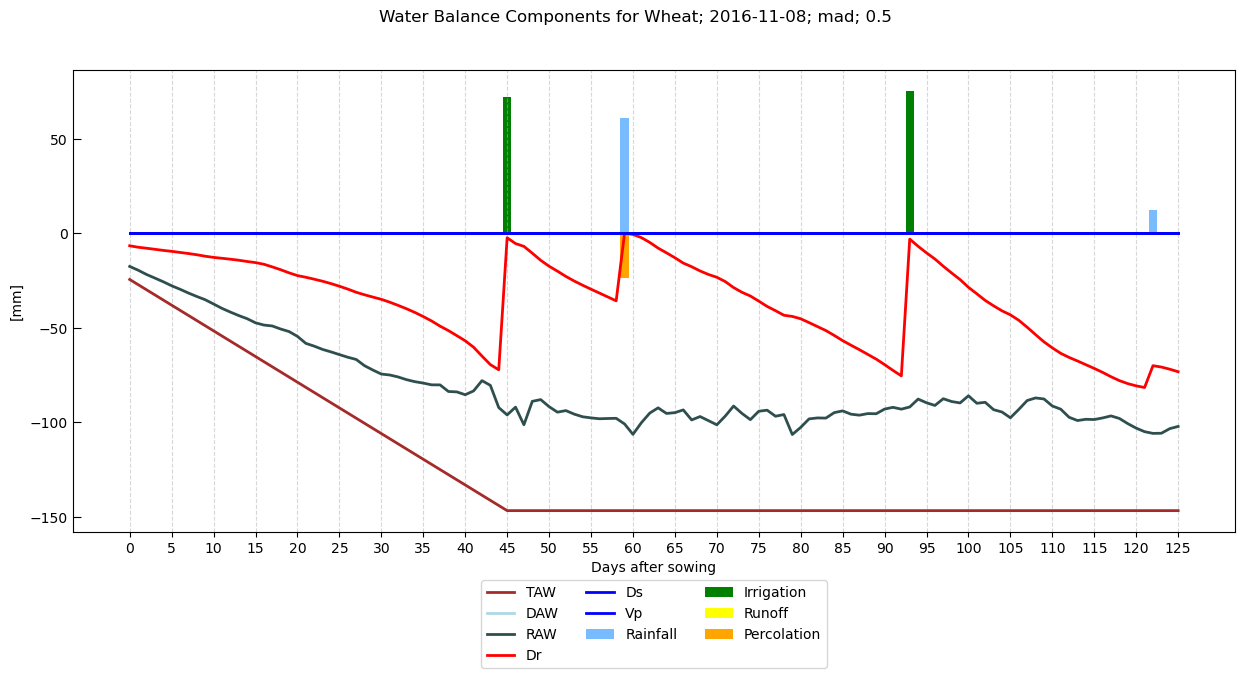 Water Balance Components for Wheat; 2016-11-08; mad; 0.5
50
0
−50
−100
−150
[mm]
0 5 10 15 20 25 30 35 40 45 50 55 60 65 70 75 80 85 90 95 100 105 110 115 120 125
Days after sowing
TAW Ds Irrigation
DAW Vp Runoff
RAW Rainfall Percolation
Dr